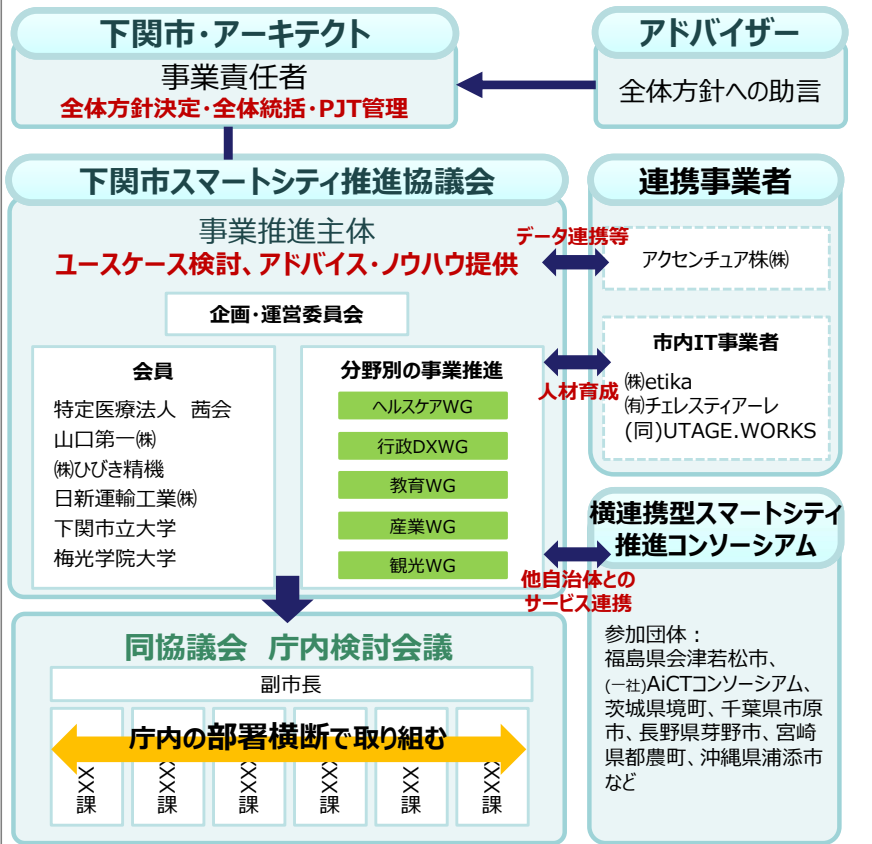 下関市・アーキテクト
事業責任者
全体方針決定・全体統括・PJT管理
アドバイザー
全体方針への助言
下関市スマートシティ推進協議会
事業推進主体
ユースケース検討、アドバイス・ノウハウ提供
企画・運営委員会
会員
特定医療法人　茜会
山口第一㈱
㈱ひびき精機
日新運輸工業㈱
下関市立大学
梅光学院大学
分野別の事業推進
ヘルスケアWG
行政DXWG
教育WG
産業WG
観光WG
データ連携等
人材育成
他自治体との
サービス連携
連携事業者
アクセンチュア株㈱
市内IT事業者
㈱etika
㈲チェレスティアーレ
(同)UTAGE.WORKS
横連携型スマートシティ
推進コンソーシアム
参加団体：
福島県会津若松市、
(一社)AiCTコンソーシアム、
茨城県境町、千葉県市原
市、長野県芽野市、宮崎
県都農町、沖縄県浦添市
など
同協議会　庁内検討会議
副市長
庁内の部署横断で取り組む
XX課
XX課
XX課
XX課
XX課
XX課